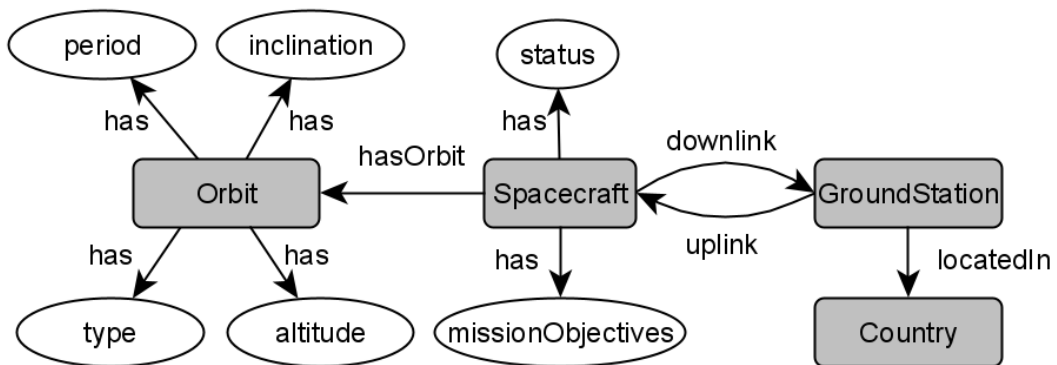 period
inclination
status
has
has
has
downlink
hasOrbit
Orbit
Spacecraft
GroundStation
has
has
has
uplink
locatedIn
type
altitude
missionObjectives
Country